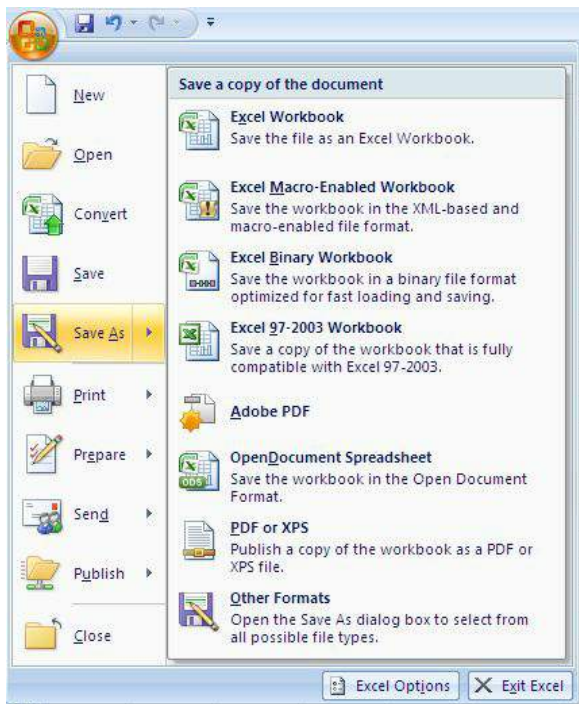 New
Open
Convert
Save
Save As
Print
Prepare
Send
Publish
Close
Save a copy of the document
Excel Workbook
Save the file as an Excel Workbook.
Excel Macro-Enabled Workbook
Save the workbook in the XML-based and
macro-enabled file format.
Excel Binary Workbook
Save the workbook in a binary file format
optimized for fast loading and saving.
Excel 97-2003 Workbook
Save a copy of the workbook that is fully
compatible with Excel 97-2003.
Adobe PDF
OpenDocument Spreadsheet
Save the workbook in the Open Document
Format.
PDF or XPS
Publish a copy of the workbook as a PDF or
XPS file.
Other Formats
Open the Save As dialog box to select from
all possible file types.
ODS
Excel Options
Exit Excel